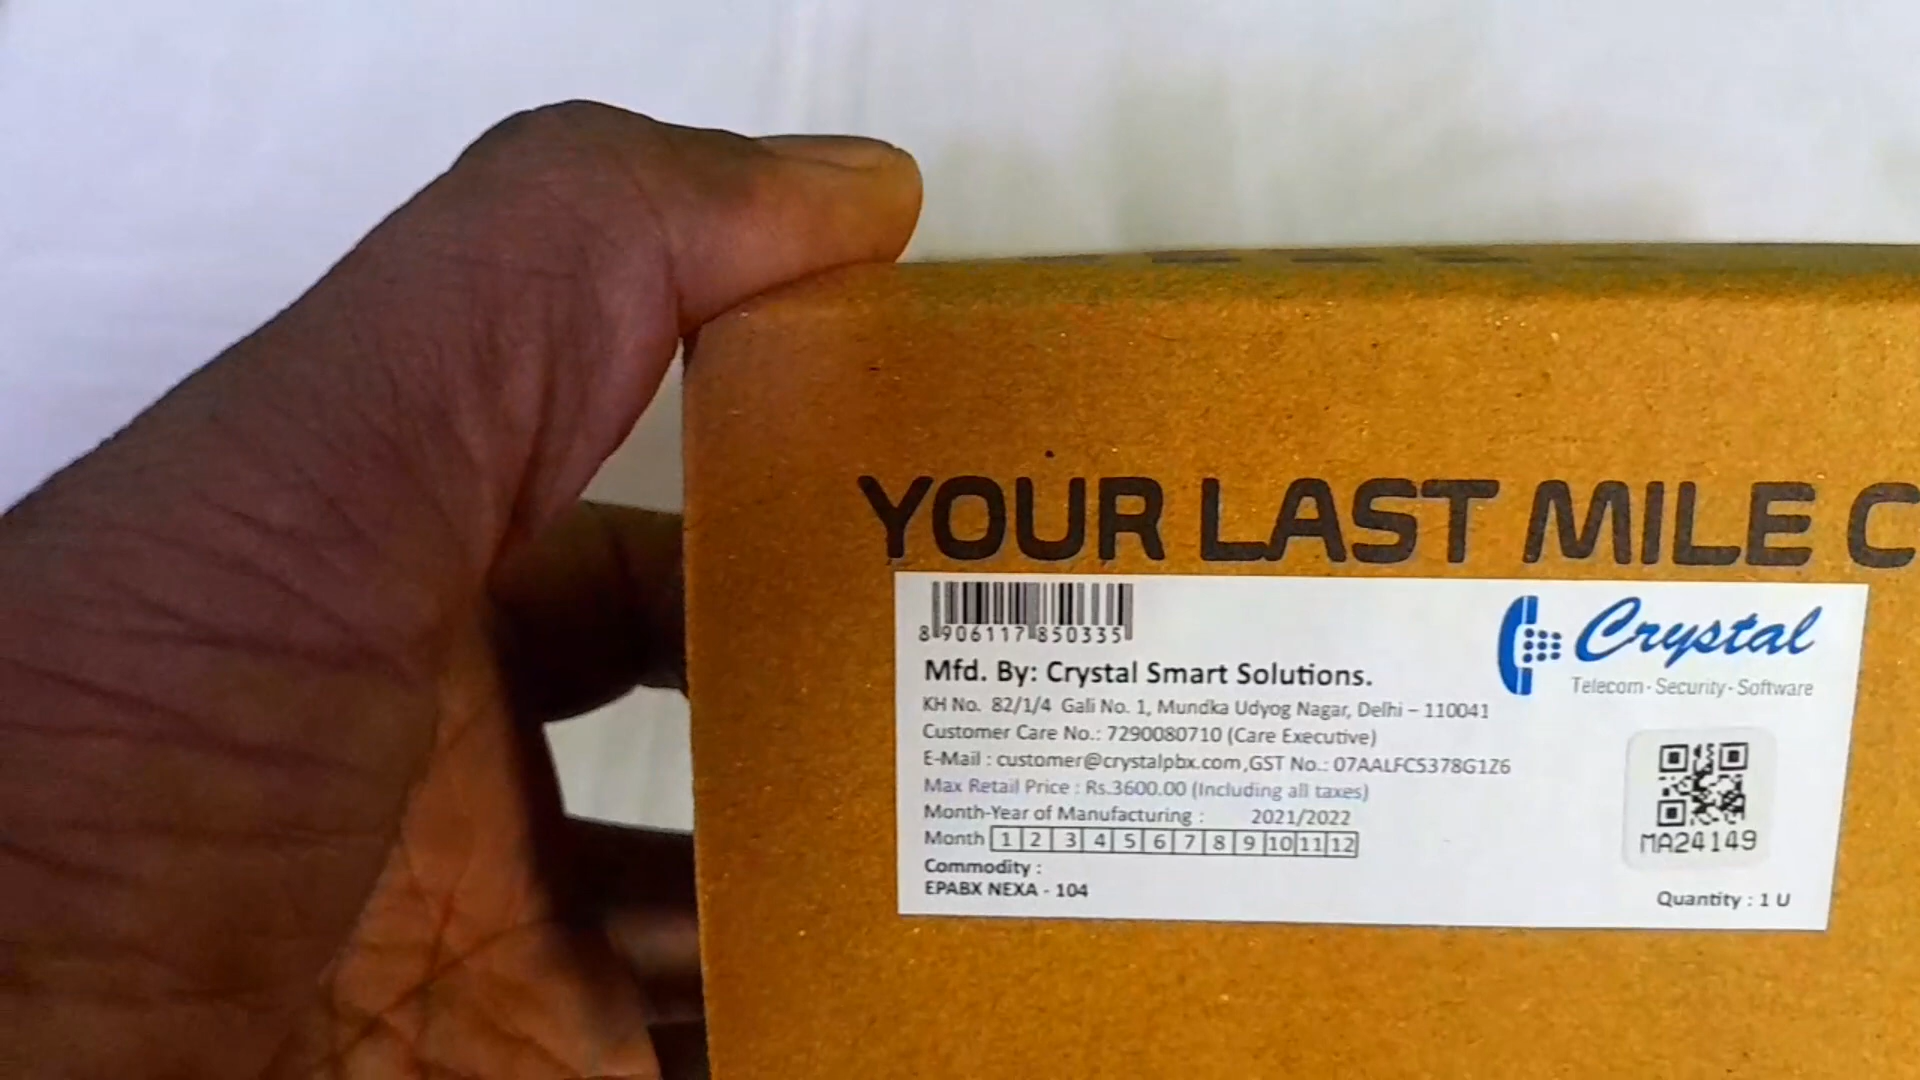 YOUR LAST MILE C
8 906117 850335
Crystal
Telecom - Security - Software
Mfd. By: Crystal Smart Solutions.
KH No. 82/1/4 Gali No. 1, Mundka Udyog Nagar, Delhi – 110041
Customer Care No.: 7290080710 (Care Executive)
E-Mail : customer@crystalpbx.com,GST No.: 07AALFC5378G1Z6
Max Retail Price : Rs.3600.00 (Including all taxes)
Month-Year of Manufacturing : 2021/2022
Month 1 2 3 4 5 6 7 8 9 10 11 12
MA24149
Commodity :
EPABX NEXA - 104
Quantity : 1 U